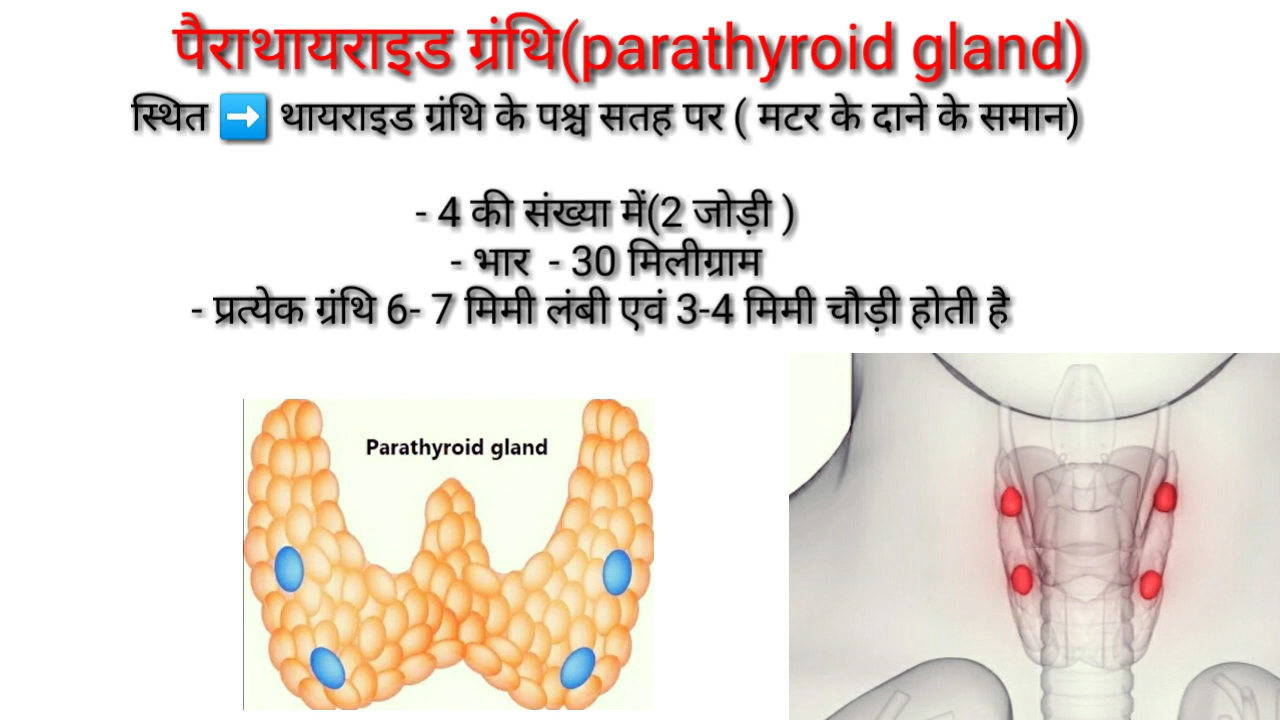 पैराथायराइड ग्रंथि(parathyroid gland)
स्थित ➡️ थायराइड ग्रंथि के पश्च सतह पर ( मटर के दाने के समान)
- 4 की संख्या में(2 जोड़ी )
- भार - 30 मिलीग्राम
- प्रत्येक ग्रंथि 6- 7 मिमी लंबी एवं 3-4 मिमी चौड़ी होती है
Parathyroid gland